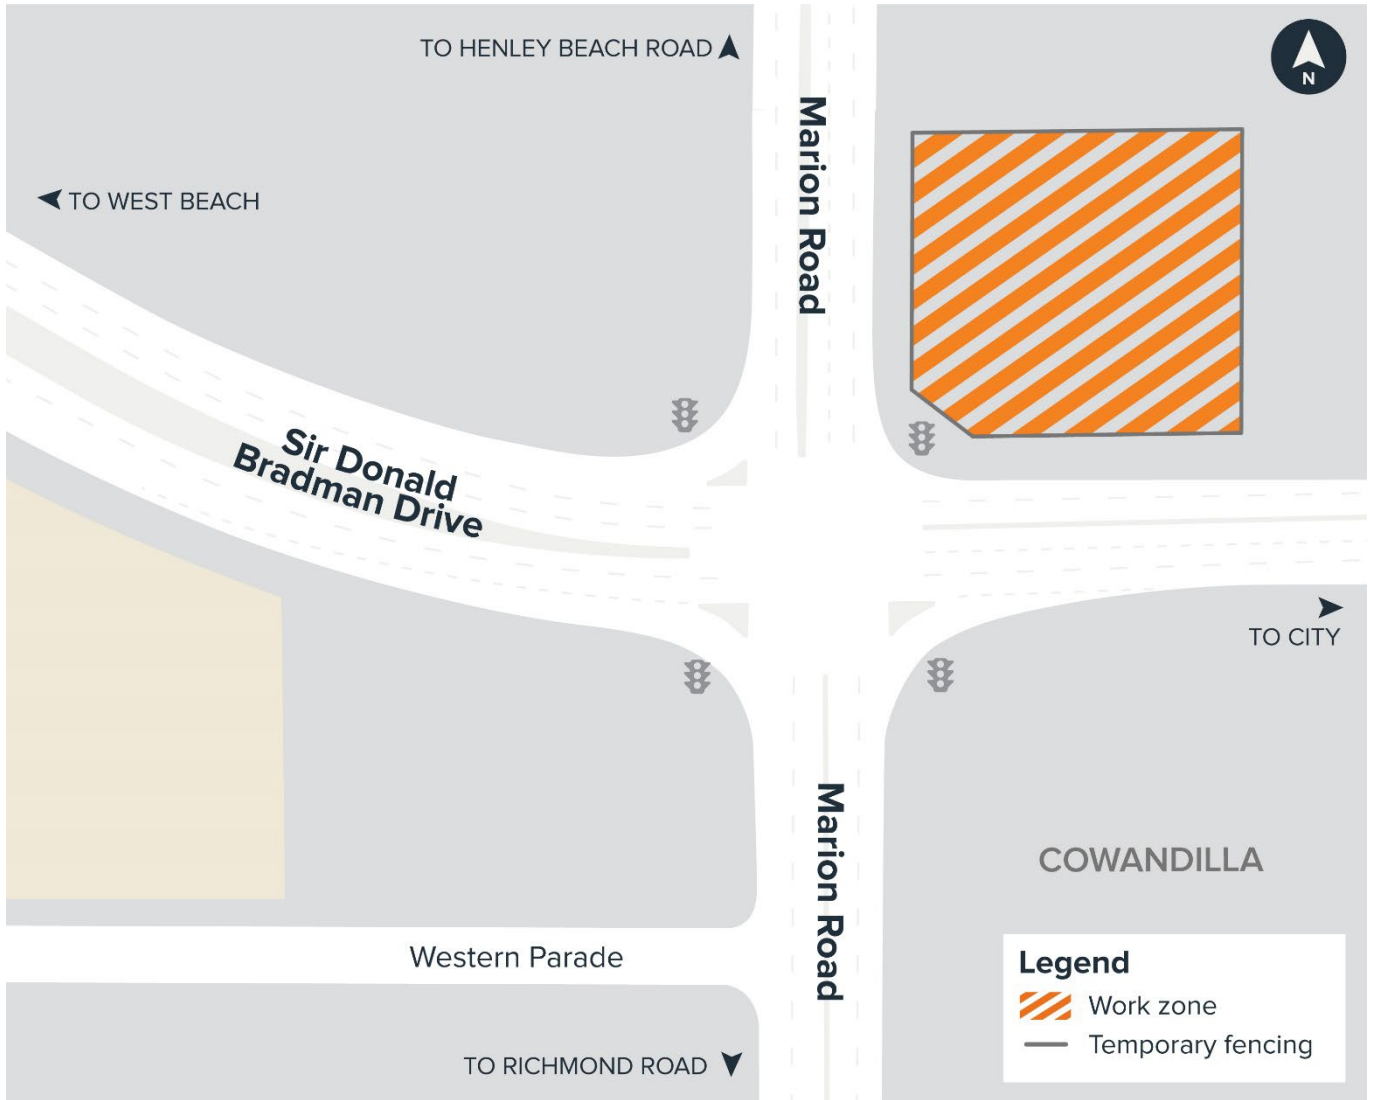 TO HENLEY BEACH ROAD
N
Marion Road
TO WEST BEACH
Sir Donald
Bradman Drive
TO CITY
Marion Road
COWANDILLA
Western Parade
Legend
Work zone
Temporary fencing
TO RICHMOND ROAD